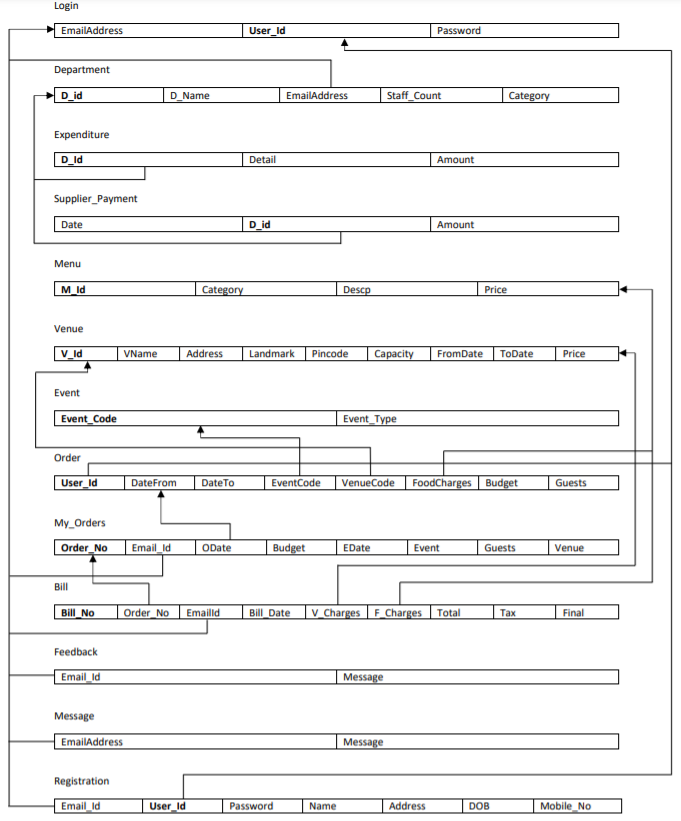 Login
EmailAddress User_Id Password
Department
D_id D_Name EmailAddress Staff_Count Category
Expenditure
D_Id Detail Amount
Supplier_Payment
Date D_id Amount
Menu
M_Id Category Descp Price
Venue
V_Id VName Address Landmark Pincode Capacity FromDate ToDate Price
Event
Event_Code Event_Type
Order
User_Id DateFrom DateTo EventCode VenueCode FoodCharges Budget Guests
My_Orders
Order_No Email_Id ODate Budget EDate Event Guests Venue
Bill
Bill_No Order_No EmailId Bill_Date V_Charges F_Charges Total Tax Final
Feedback
Email_Id Message
Message
EmailAddress Message
Registration
Email_Id User_Id Password Name Address DOB Mobile_No